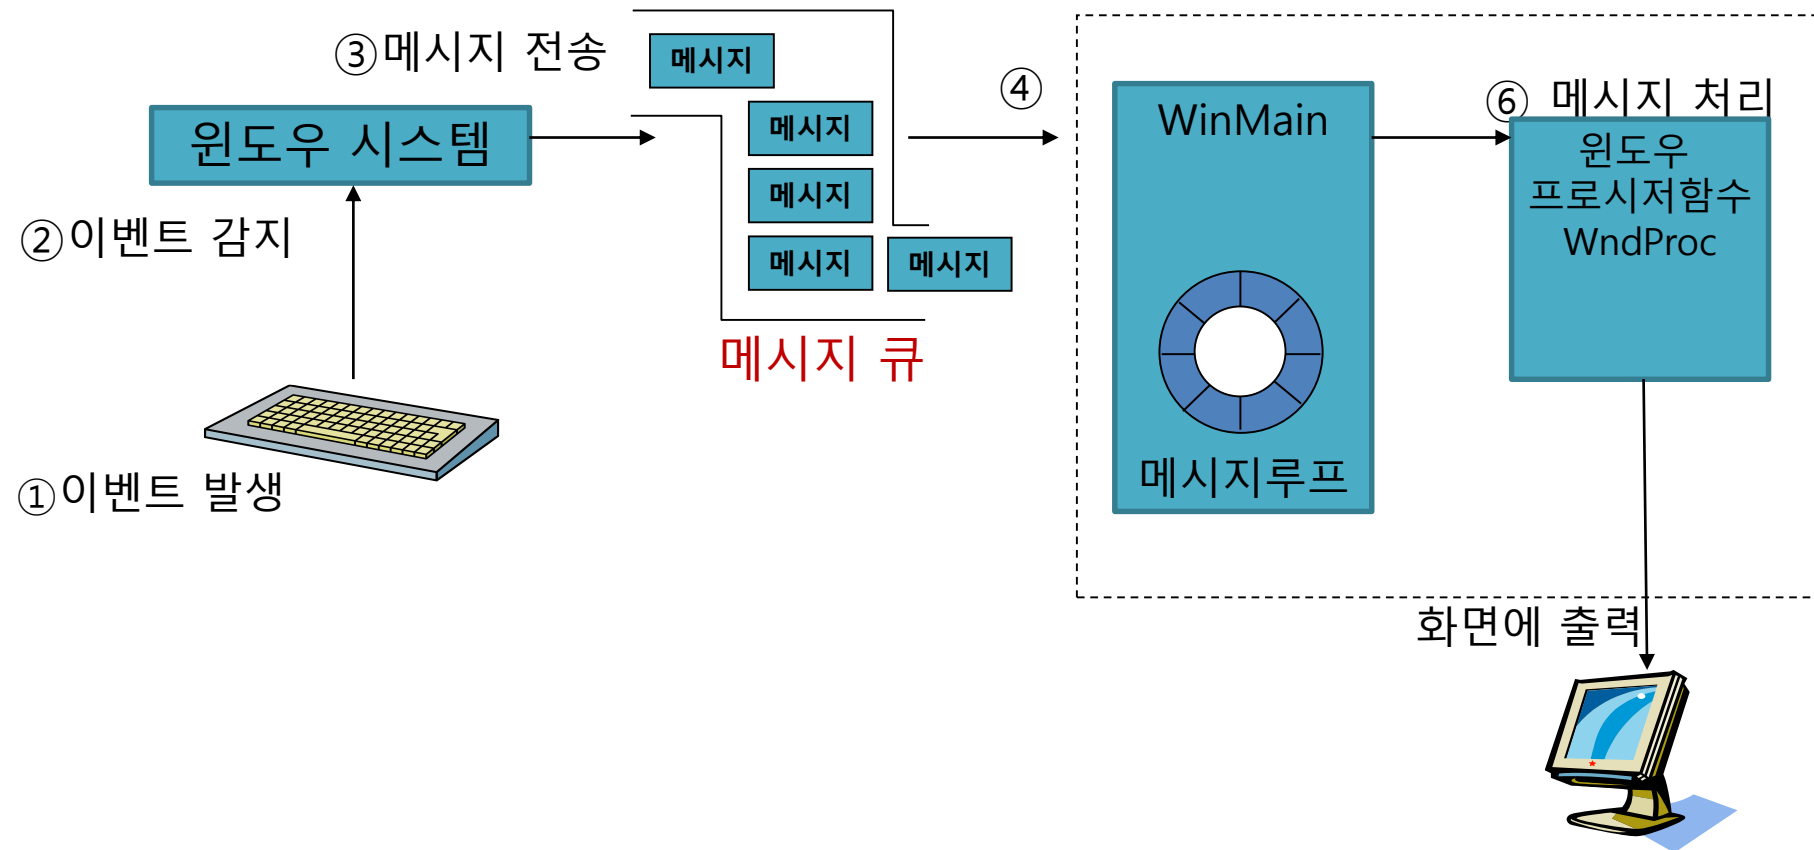 ③메시지 전송
메시지
④
⑥ 메시지 처리
윈도우 시스템
메시지
WinMain
윈도우
프로시저함수
WndProc
메시지
②이벤트 감지
메시지
메시지
메시지 큐
①이벤트 발생
메시지루프
화면에 출력